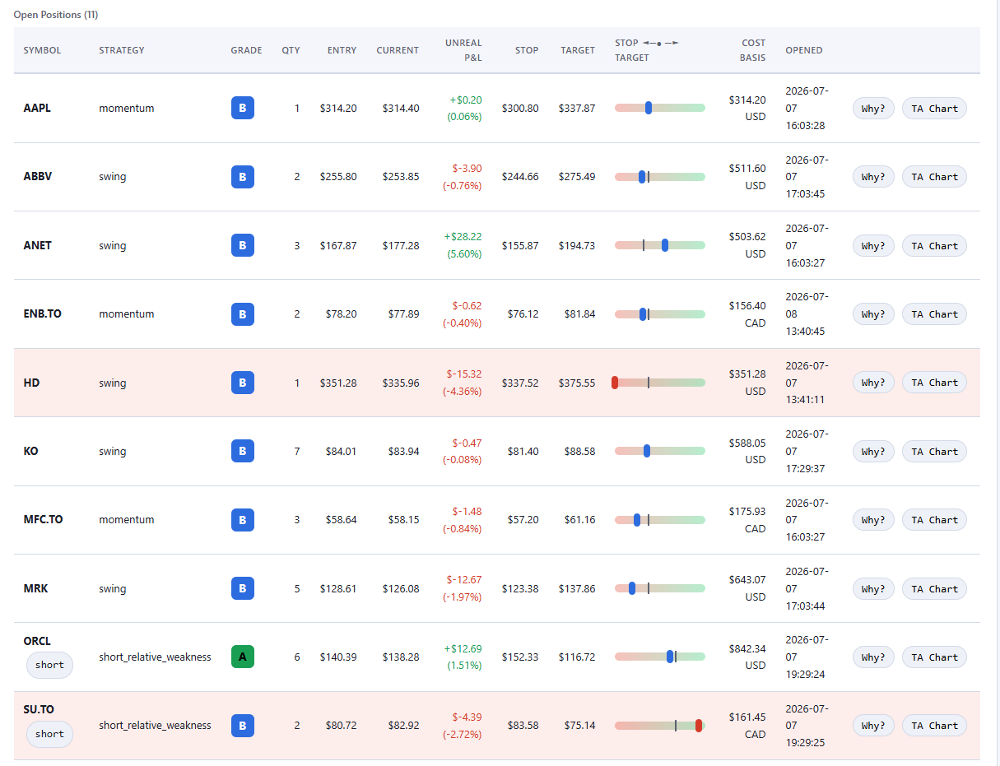 Open Positions (11)
SYMBOL STRATEGY GRADE QTY ENTRY CURRENT UNREAL P&L STOP TARGET STOP ◄—●—► TARGET COST BASIS OPENED
AAPL momentum B 1 $314.20 $314.40 +$0.20 (0.06%) $300.80 $337.87 $314.20 USD 2026-07-07 16:03:28 Why? TA Chart
ABBV swing B 2 $255.80 $253.85 $-3.90 (-0.76%) $244.66 $275.49 $511.60 USD 2026-07-07 17:03:45 Why? TA Chart
ANET swing B 3 $167.87 $177.28 +$28.22 (5.60%) $155.87 $194.73 $503.62 USD 2026-07-07 16:03:27 Why? TA Chart
ENB.TO momentum B 2 $78.20 $77.89 $-0.62 (-0.40%) $76.12 $81.84 $156.40 CAD 2026-07-08 13:40:45 Why? TA Chart
HD swing B 1 $351.28 $335.96 $-15.32 (-4.36%) $337.52 $375.55 $351.28 USD 2026-07-07 13:41:11 Why? TA Chart
KO swing B 7 $84.01 $83.94 $-0.47 (-0.08%) $81.40 $88.58 $588.05 USD 2026-07-07 17:29:37 Why? TA Chart
MFC.TO momentum B 3 $58.64 $58.15 $-1.48 (-0.84%) $57.20 $61.16 $175.93 CAD 2026-07-07 16:03:27 Why? TA Chart
MRK swing B 5 $128.61 $126.08 $-12.67 (-1.97%) $123.38 $137.86 $643.07 USD 2026-07-07 17:03:44 Why? TA Chart
ORCL short short_relative_weakness A 6 $140.39 $138.28 +$12.69 (1.51%) $152.33 $116.72 $842.34 USD 2026-07-07 19:29:24 Why? TA Chart
SU.TO short short_relative_weakness B 2 $80.72 $82.92 $-4.39 (-2.72%) $83.58 $75.14 $161.45 CAD 2026-07-07 19:29:25 Why? TA Chart